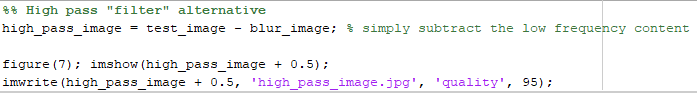 %% High pass "filter" alternative
high_pass_image = test_image - blur_image; % simply subtract the low frequency content
figure(7); imshow(high_pass_image + 0.5);
imwrite(high_pass_image + 0.5, 'high_pass_image.jpg', 'quality', 95);